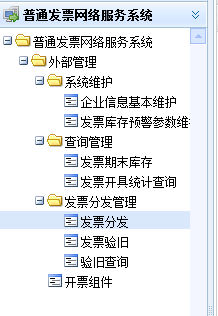 普通发票网络服务系统
普通发票网络服务系统
外部管理
系统维护
企业信息基本维护
发票库存预警参数维
查询管理
发票期末库存
发票开具统计查询
发票分发管理
发票分发
发票验旧
验旧查询
开票组件